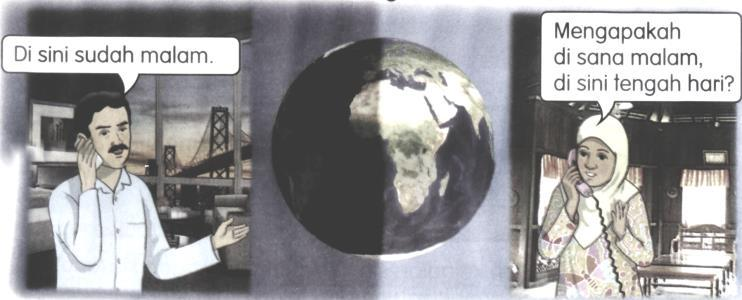 Di sini sudah malam.
Mengapakah
di sana malam,
di sini tengah hari?